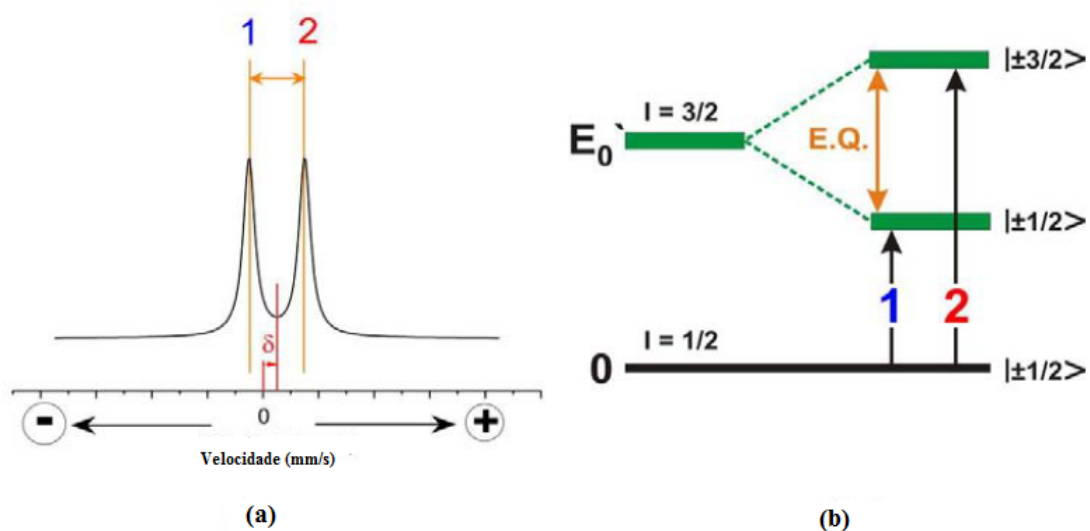 1 2
δ
- 0 +
Velocidade (mm/s)
(a)
|±3/2>
I = 3/2
E₀`
E.Q.
|±1/2>
1 2
I = 1/2
0
|±1/2>
(b)